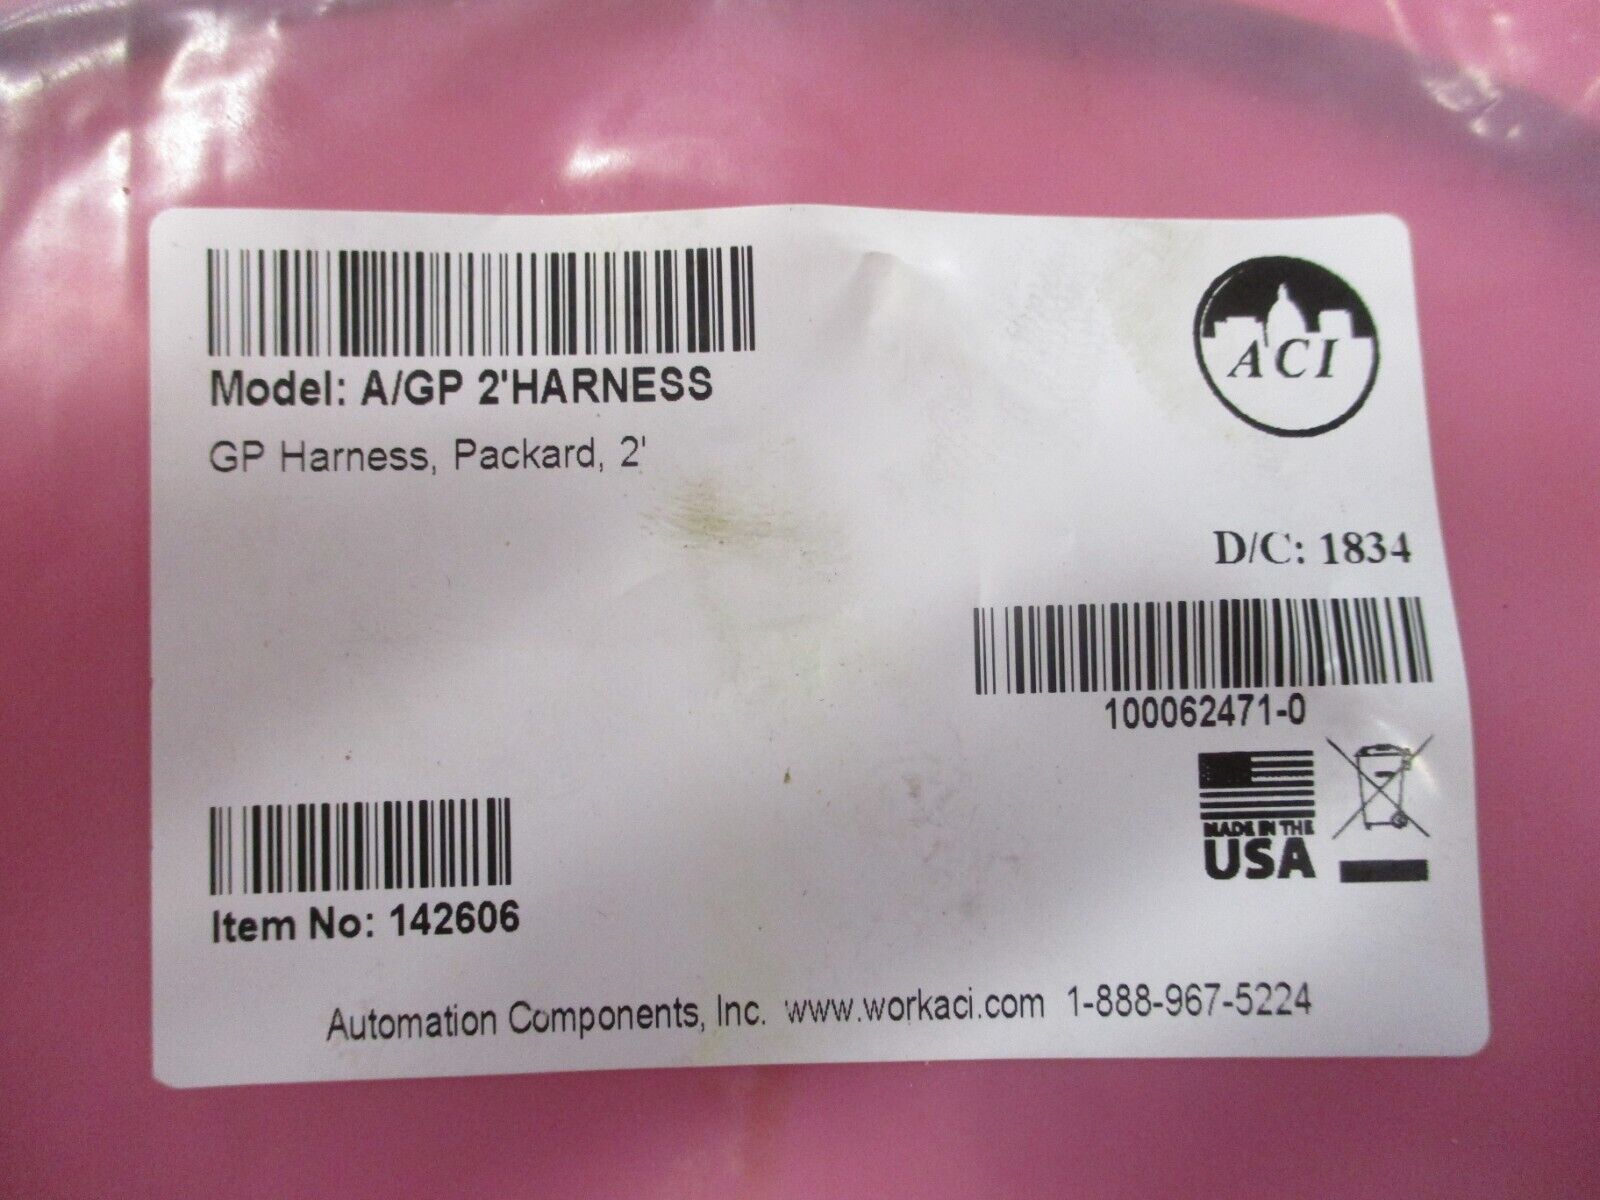 Model: A/GP 2'HARNESS
GP Harness, Packard, 2'
ACI
D/C: 1834
100062471-0
MADE IN THE
USA
Item No: 142606
Automation Components, Inc. www.workaci.com 1-888-967-5224